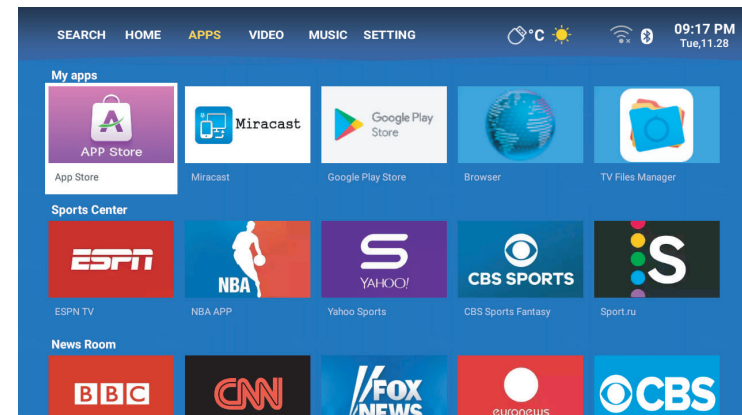 SEARCH HOME APPS VIDEO MUSIC SETTING °C 09:17 PM
Tue,11.28
My apps
APP Store
Miracast
Google Play
Store
App Store Miracast Google Play Store Browser TV Files Manager
Sports Center
ESPN
NBA
YAHOO!
CBS SPORTS
S
ESPN TV NBA APP Yahoo Sports CBS Sports Fantasy Sport.ru
News Room
BBC
CNN
FOX
NEWS
euronews
CBS